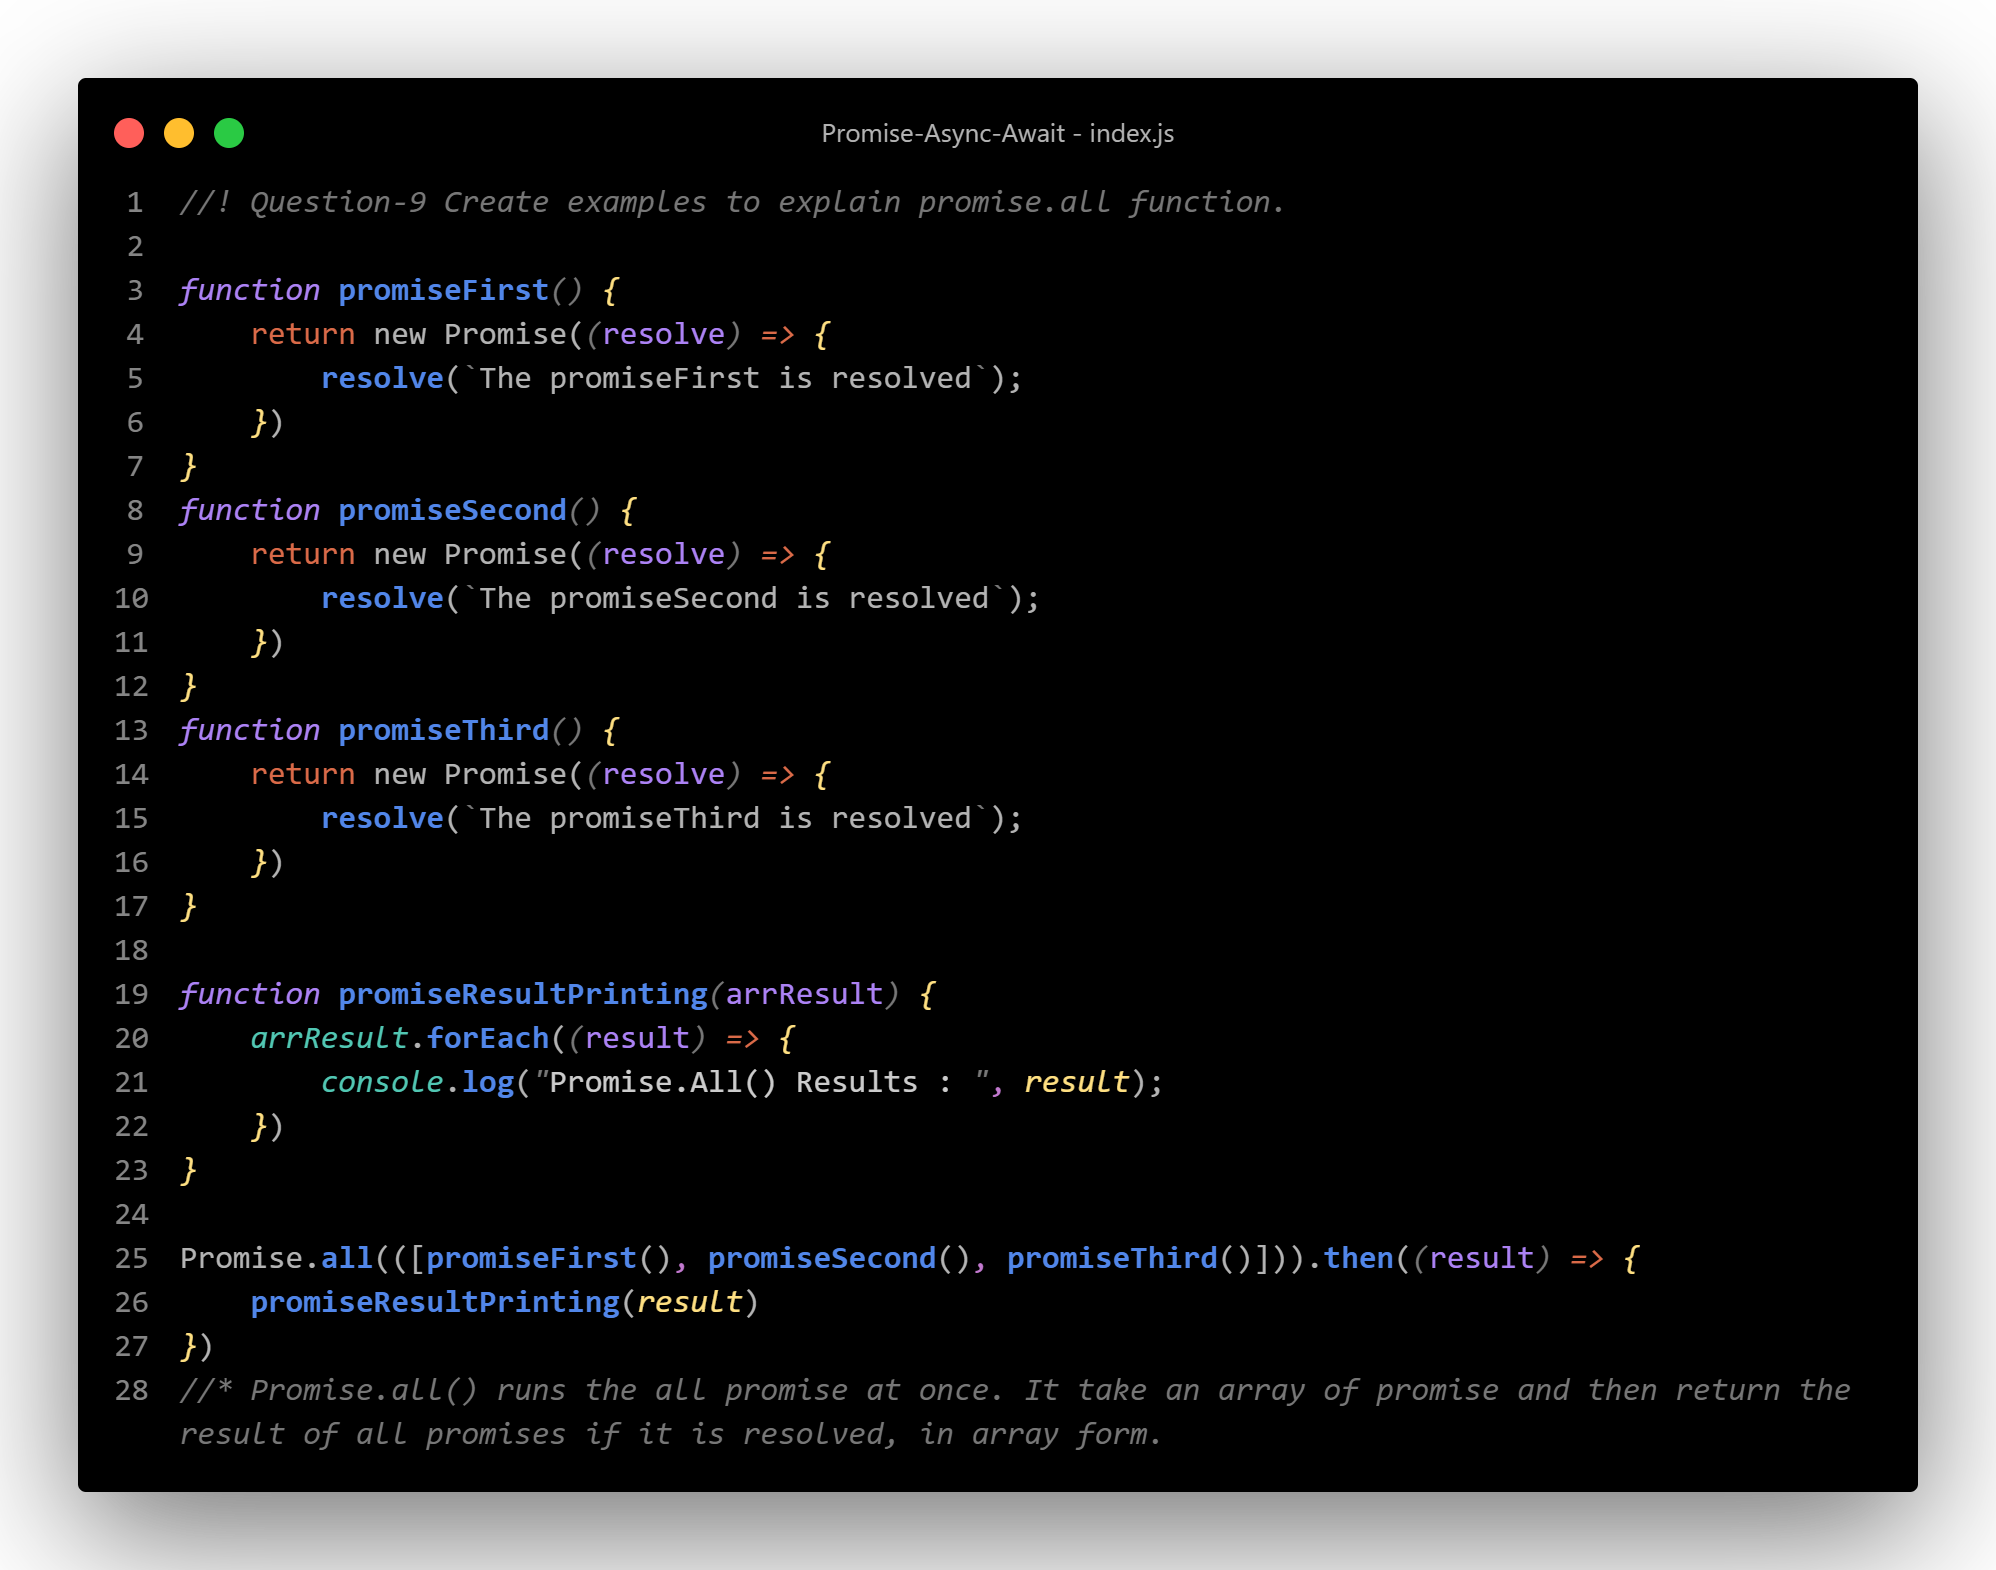 Promise-Async-Await - index.js
1 //! Question-9 Create examples to explain promise.all function.
2
3 function promiseFirst() {
4     return new Promise((resolve) => {
5         resolve(`The promiseFirst is resolved`);
6     })
7 }
8 function promiseSecond() {
9     return new Promise((resolve) => {
10         resolve(`The promiseSecond is resolved`);
11     })
12 }
13 function promiseThird() {
14     return new Promise((resolve) => {
15         resolve(`The promiseThird is resolved`);
16     })
17 }
18
19 function promiseResultPrinting(arrResult) {
20     arrResult.forEach((result) => {
21         console.log("Promise.All() Results : ", result);
22     })
23 }
24
25 Promise.all(([promiseFirst(), promiseSecond(), promiseThird()])).then((result) => {
26     promiseResultPrinting(result)
27 })
28 //* Promise.all() runs the all promise at once. It take an array of promise and then return the
result of all promises if it is resolved, in array form.